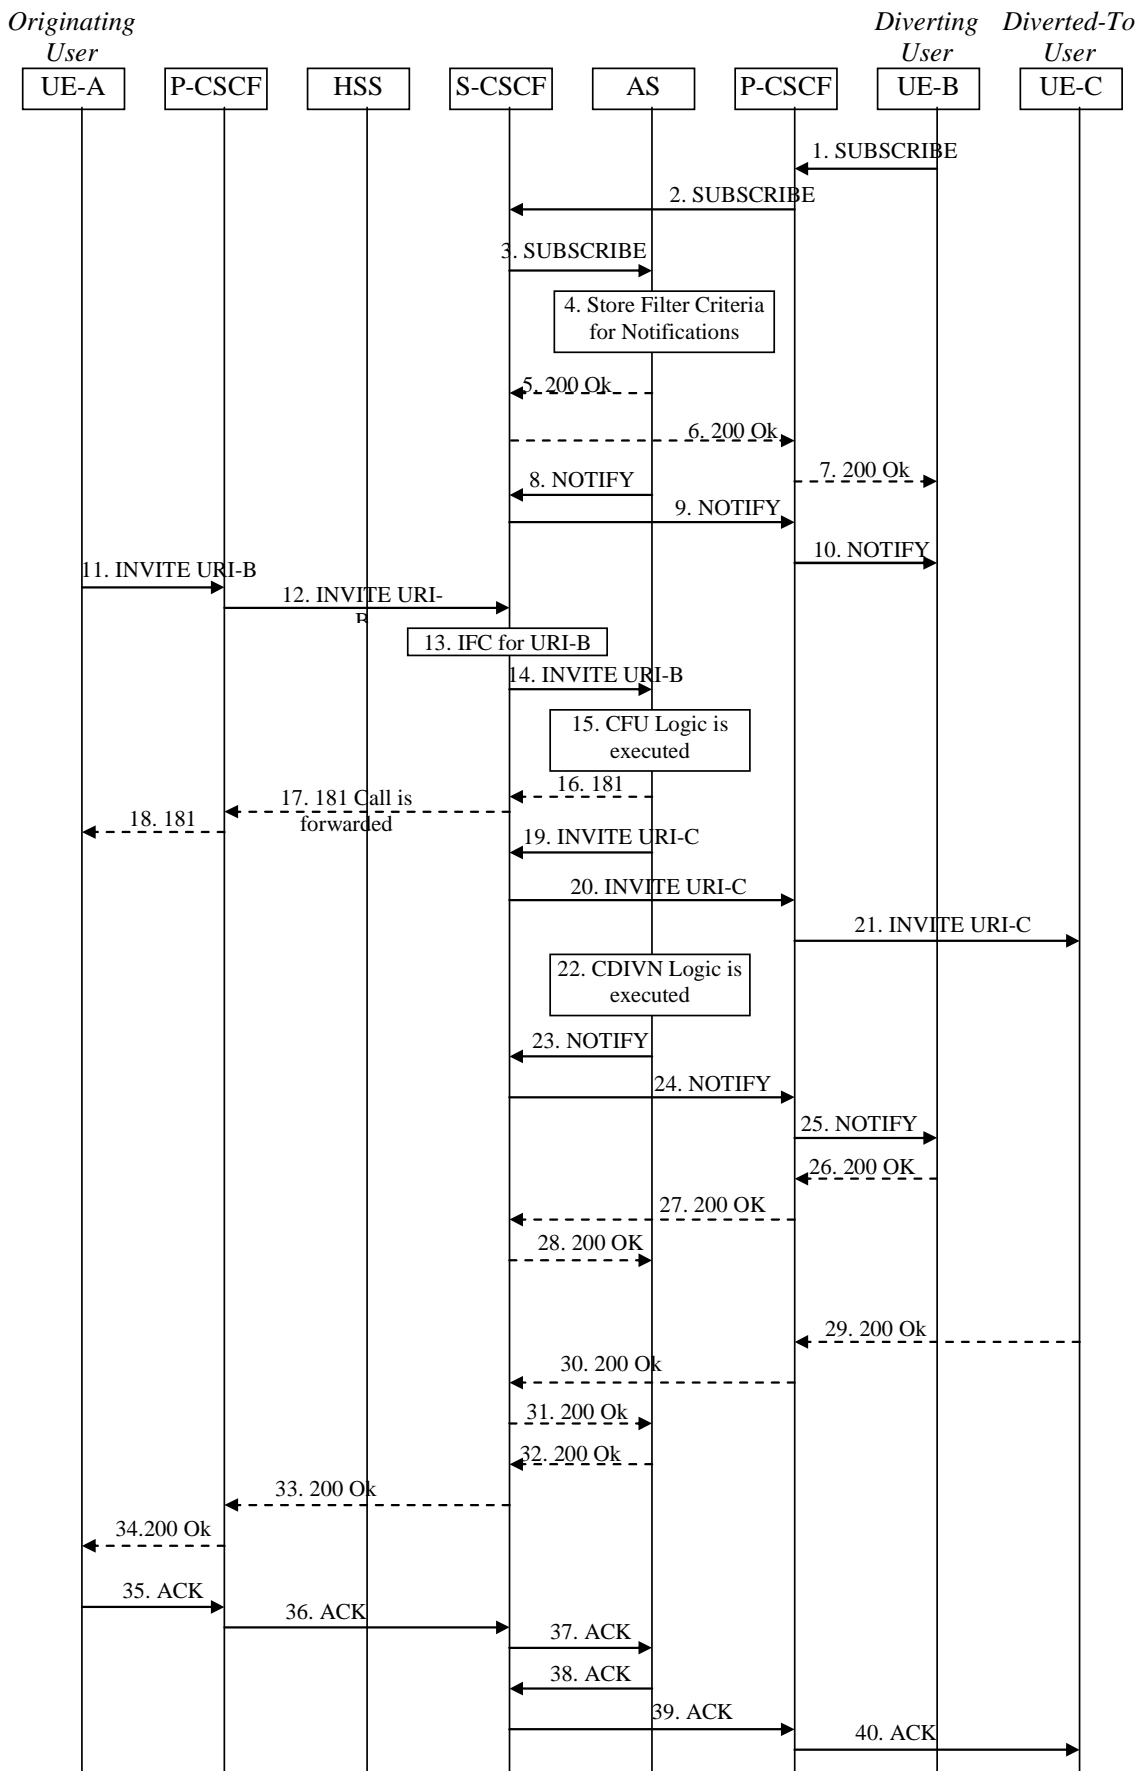 Originating
User
Diverting
User
Diverted-To
User
UE-A
P-CSCF
HSS
S-CSCF
AS
P-CSCF
UE-B
UE-C
1. SUBSCRIBE
2. SUBSCRIBE
3. SUBSCRIBE
4. Store Filter Criteria
for Notifications
5. 200 Ok
6. 200 Ok
7. 200 Ok
8. NOTIFY
9. NOTIFY
10. NOTIFY
11. INVITE URI-B
12. INVITE URI-
B
13. IFC for URI-B
14. INVITE URI-B
15. CFU Logic is
executed
16. 181
17. 181 Call is
forwarded
18. 181
19. INVITE URI-C
20. INVITE URI-C
21. INVITE URI-C
22. CDIVN Logic is
executed
23. NOTIFY
24. NOTIFY
25. NOTIFY
26. 200 OK
27. 200 OK
28. 200 OK
29. 200 Ok
30. 200 Ok
31. 200 Ok
32. 200 Ok
33. 200 Ok
34.200 Ok
35. ACK
36. ACK
37. ACK
38. ACK
39. ACK
40. ACK